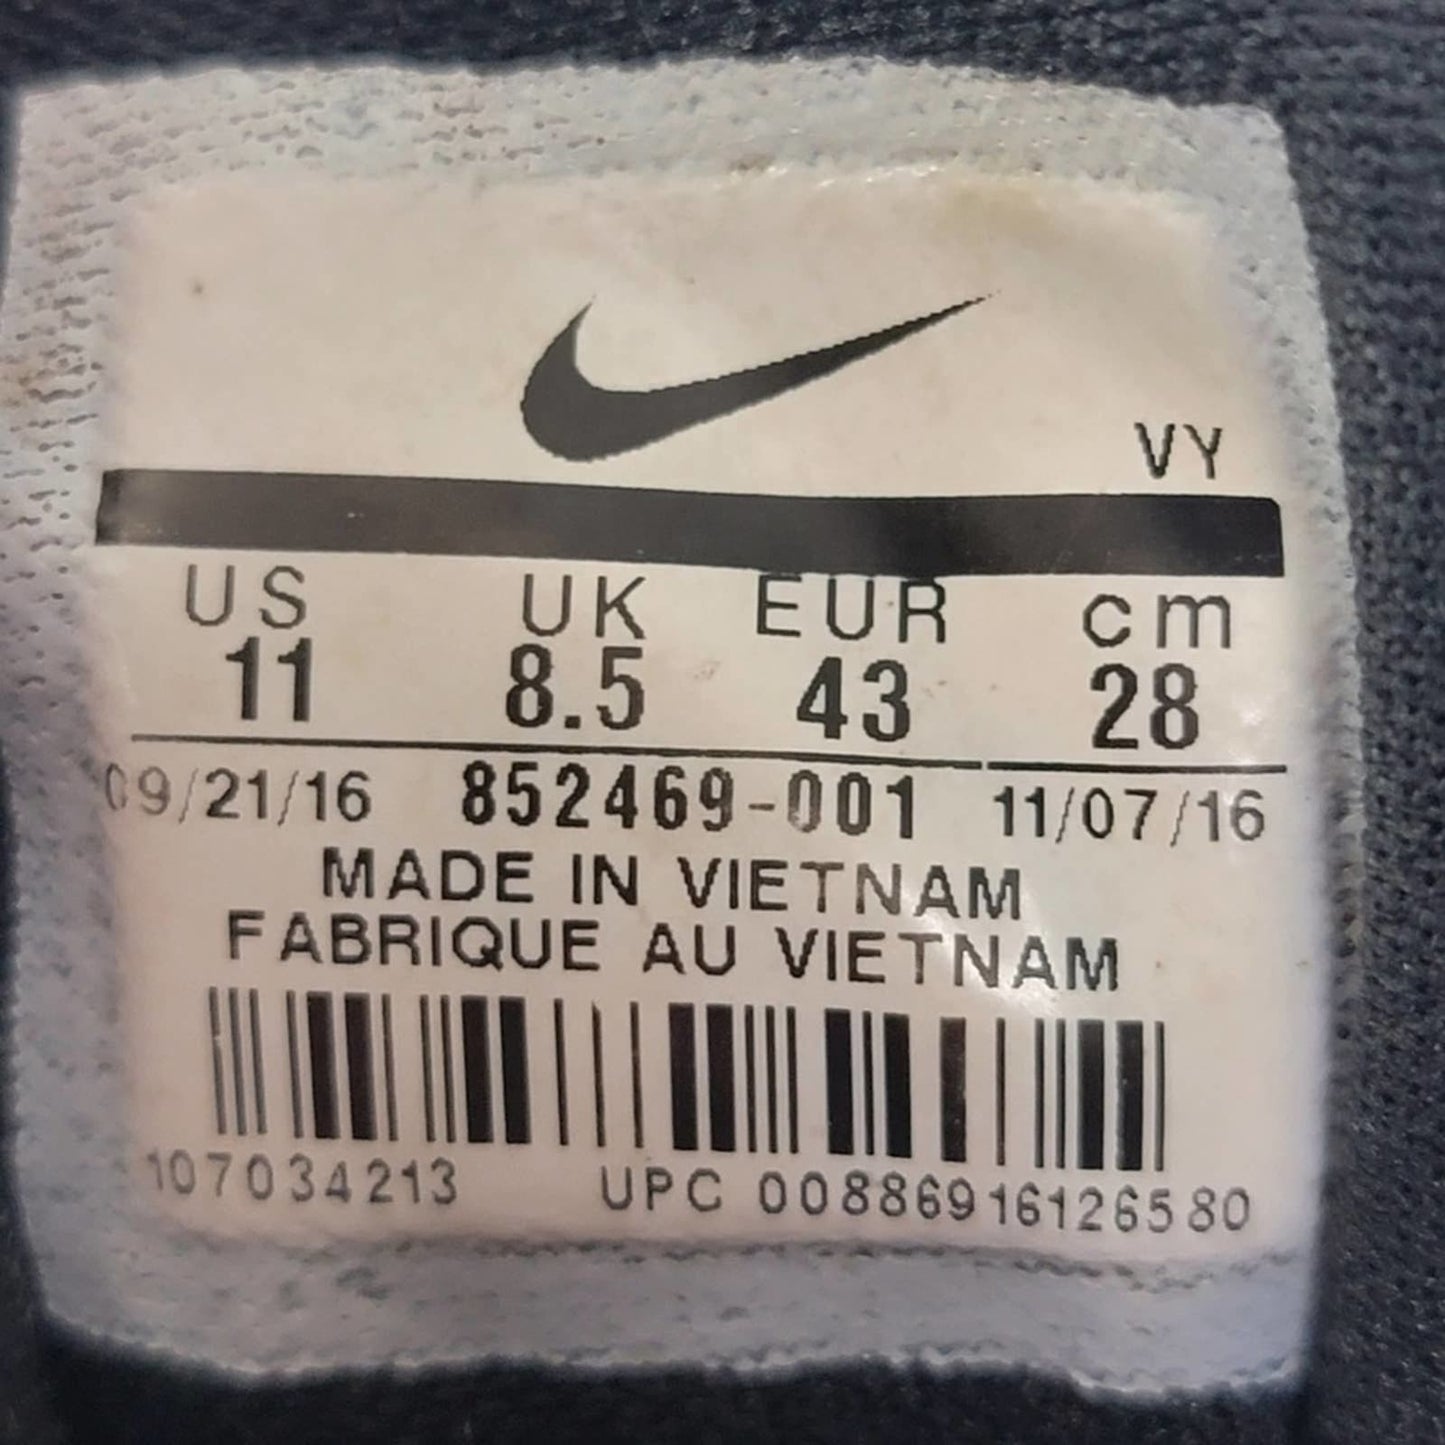 VY
US UK EUR cm
11 8.5 43 28
09/21/16 852469-001 11/07/16
MADE IN VIETNAM
FABRIQUE AU VIETNAM
107034213 UPC 00886916126580